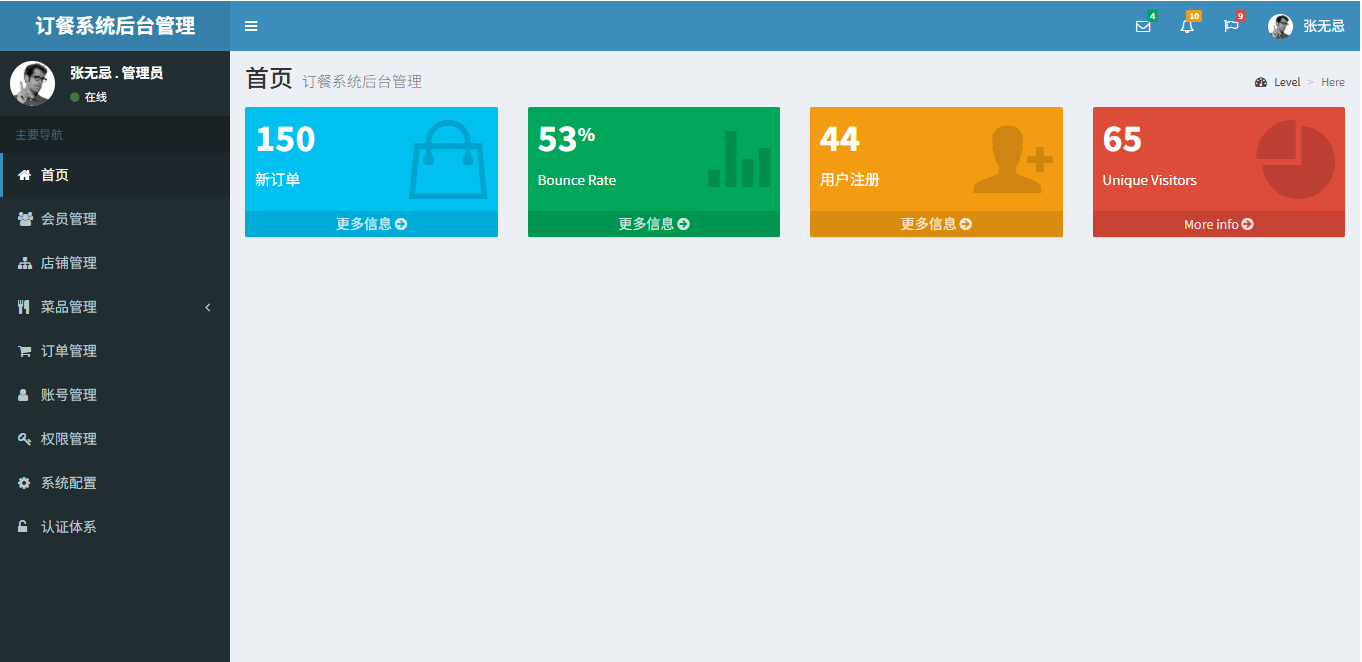 订餐系统后台管理
4
10
9
张无忌
张无忌 . 管理员
在线
主要导航
首页
会员管理
店铺管理
菜品管理
订单管理
账号管理
权限管理
系统配置
认证体系
首页 订餐系统后台管理
Level > Here
150
新订单
更多信息
53%
Bounce Rate
更多信息
44
用户注册
更多信息
65
Unique Visitors
More info